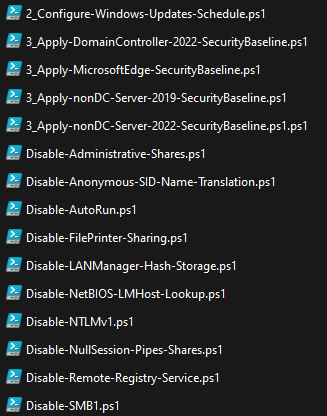 2_Configure-Windows-Updates-Schedule.ps1
3_Apply-DomainController-2022-SecurityBaseline.ps1
3_Apply-MicrosoftEdge-SecurityBaseline.ps1
3_Apply-nonDC-Server-2019-SecurityBaseline.ps1
3_Apply-nonDC-Server-2022-SecurityBaseline.ps1.ps1
Disable-Administrative-Shares.ps1
Disable-Anonymous-SID-Name-Translation.ps1
Disable-AutoRun.ps1
Disable-FilePrinter-Sharing.ps1
Disable-LANManager-Hash-Storage.ps1
Disable-NetBIOS-LMHost-Lookup.ps1
Disable-NTLMv1.ps1
Disable-NullSession-Pipes-Shares.ps1
Disable-Remote-Registry-Service.ps1
Disable-SMB1.ps1